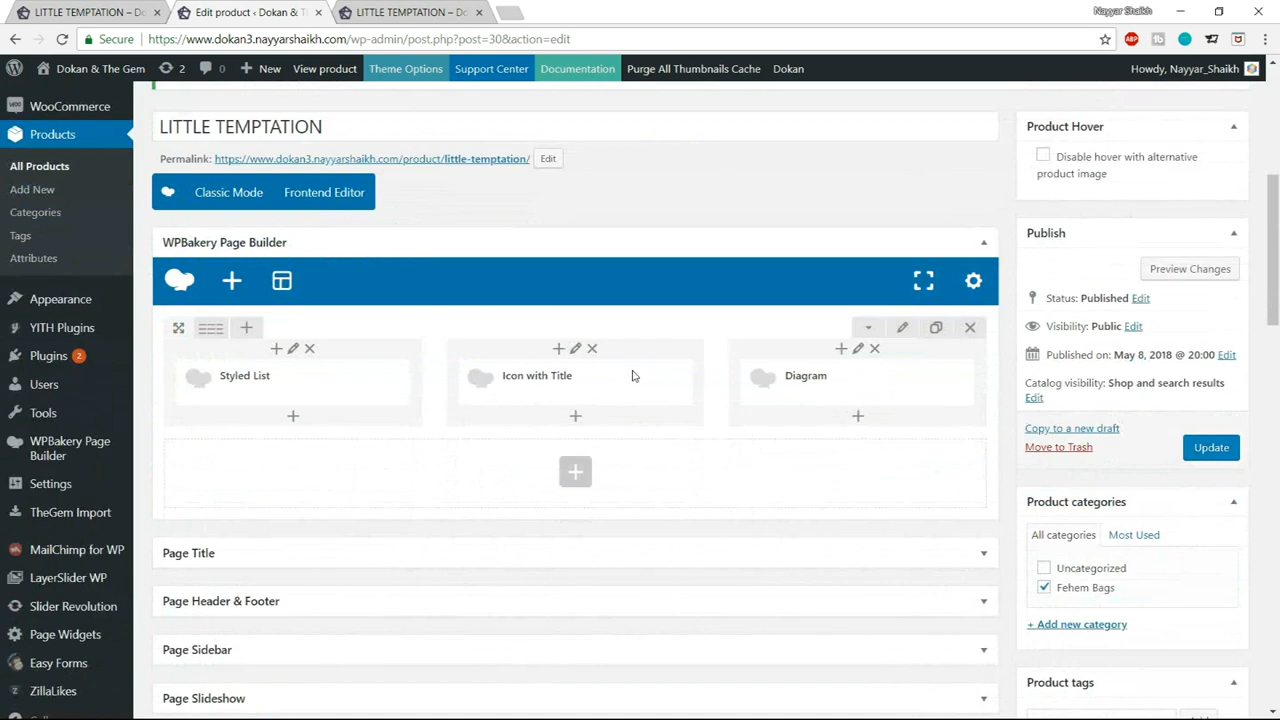 LITTLE TEMPTATION – Dok
Edit product ‹ Dokan & T
LITTLE TEMPTATION – Dok
Nayyar Shaikh
Secure
https://www.dokan3.nayyarshaikh.com/wp-admin/post.php?post=30&action=edit
Dokan & The Gem
2
0
New
View product
Theme Options
Support Center
Documentation
Purge All Thumbnails Cache
Dokan
Howdy, Nayyar_Shaikh
WooCommerce
Products
All Products
Add New
Categories
Tags
Attributes
Appearance
YITH Plugins
Plugins 2
Users
Tools
WPBakery Page
Builder
Settings
TheGem Import
MailChimp for WP
LayerSlider WP
Slider Revolution
Page Widgets
Easy Forms
ZillaLikes
LITTLE TEMPTATION
Permalink: https://www.dokan3.nayyarshaikh.com/product/little-temptation/ Edit
Classic Mode
Frontend Editor
WPBakery Page Builder
Styled List
Icon with Title
Diagram
Page Title
Page Header & Footer
Page Sidebar
Page Slideshow
Product Hover
Disable hover with alternative
product image
Publish
Preview Changes
Status: Published Edit
Visibility: Public Edit
Published on: May 8, 2018 @ 20:00 Edit
Catalog visibility: Shop and search results
Edit
Copy to a new draft
Move to Trash
Update
Product categories
All categories
Most Used
Uncategorized
Fehem Bags
+ Add new category
Product tags